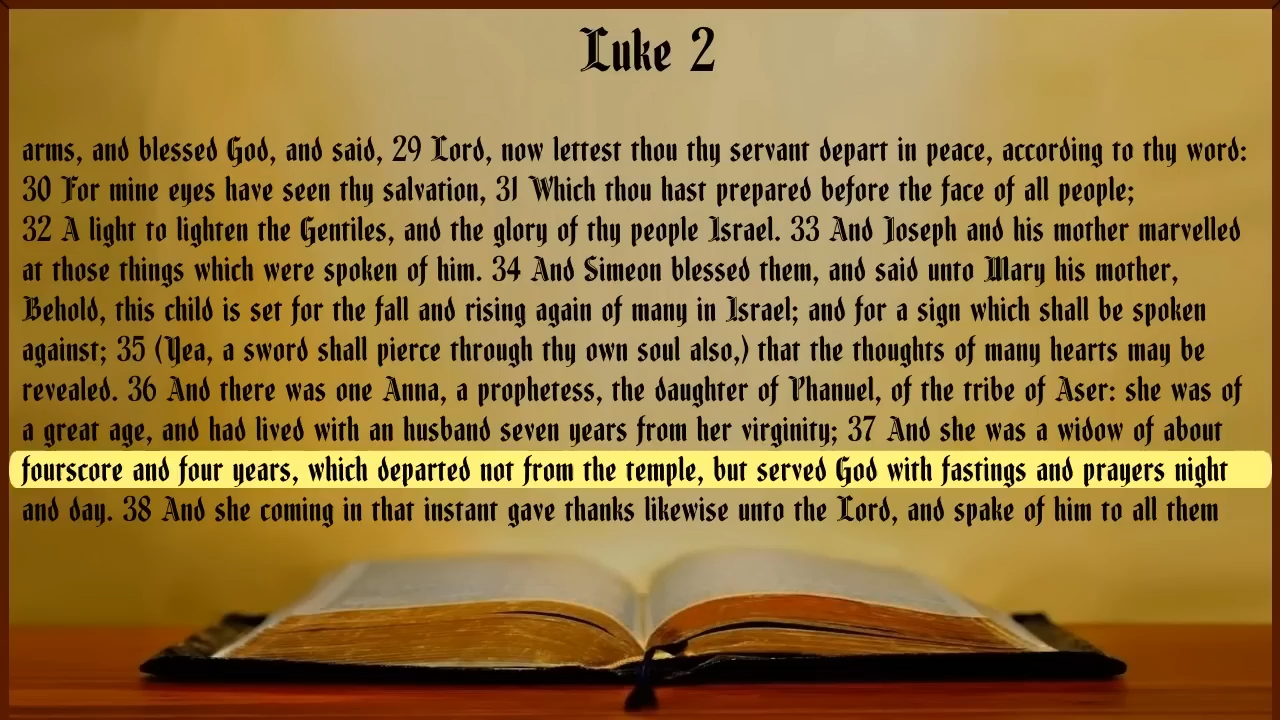 Luke 2
arms, and blessed God, and said, 29 Lord, now lettest thou thy servant depart in peace, according to thy word:
30 For mine eyes have seen thy salvation, 31 Which thou hast prepared before the face of all people;
32 A light to lighten the Gentiles, and the glory of thy people Israel. 33 And Joseph and his mother marvelled
at those things which were spoken of him. 34 And Simeon blessed them, and said unto Mary his mother,
Behold, this child is set for the fall and rising again of many in Israel; and for a sign which shall be spoken
against; 35 (Yea, a sword shall pierce through thy own soul also,) that the thoughts of many hearts may be
revealed. 36 And there was one Anna, a prophetess, the daughter of Phanuel, of the tribe of Aser: she was of
a great age, and had lived with an husband seven years from her virginity; 37 And she was a widow of about
fourscore and four years, which departed not from the temple, but served God with fastings and prayers night
and day. 38 And she coming in that instant gave thanks likewise unto the Lord, and spake of him to all them